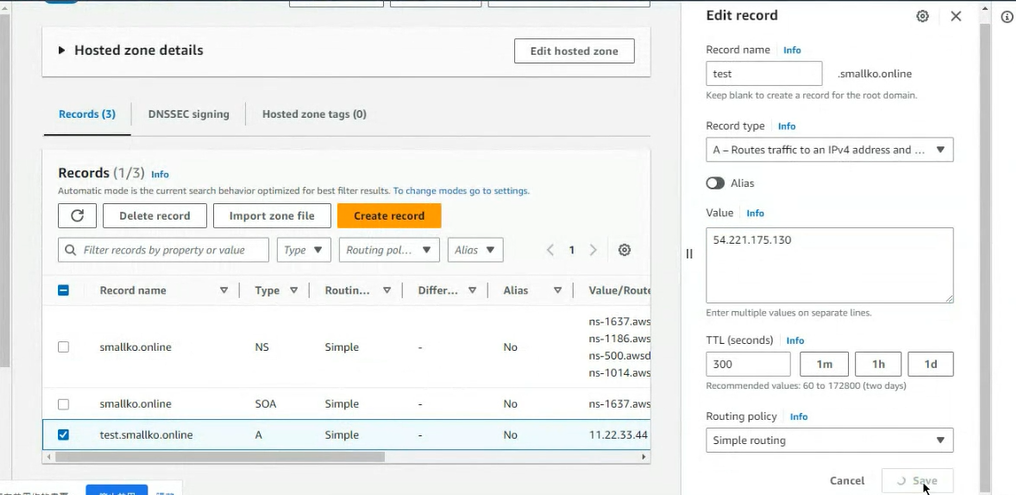 Hosted zone details
Edit hosted zone
Records (3)
DNSSEC signing
Hosted zone tags (0)
Records (1/3) Info
Automatic mode is the current search behavior optimized for best filter results. To change modes go to settings.
Delete record
Import zone file
Create record
Filter records by property or value
Type
Routing pol...
Alias
1
Record name Type Routin... Differ... Alias Value/Route
smallko.online NS Simple - No
ns-1637.aws
ns-1186.aws
ns-500.awsd
ns-1014.aws
smallko.online SOA Simple - No ns-1637.aws
test.smallko.online A Simple - No 11.22.33.44
Edit record
Record name Info
test .smallko.online
Keep blank to create a record for the root domain.
Record type Info
A – Routes traffic to an IPv4 address and ...
Alias
Value Info
54.221.175.130
Enter multiple values on separate lines.
TTL (seconds) Info
300 1m 1h 1d
Recommended values: 60 to 172800 (two days)
Routing policy Info
Simple routing
Cancel Save